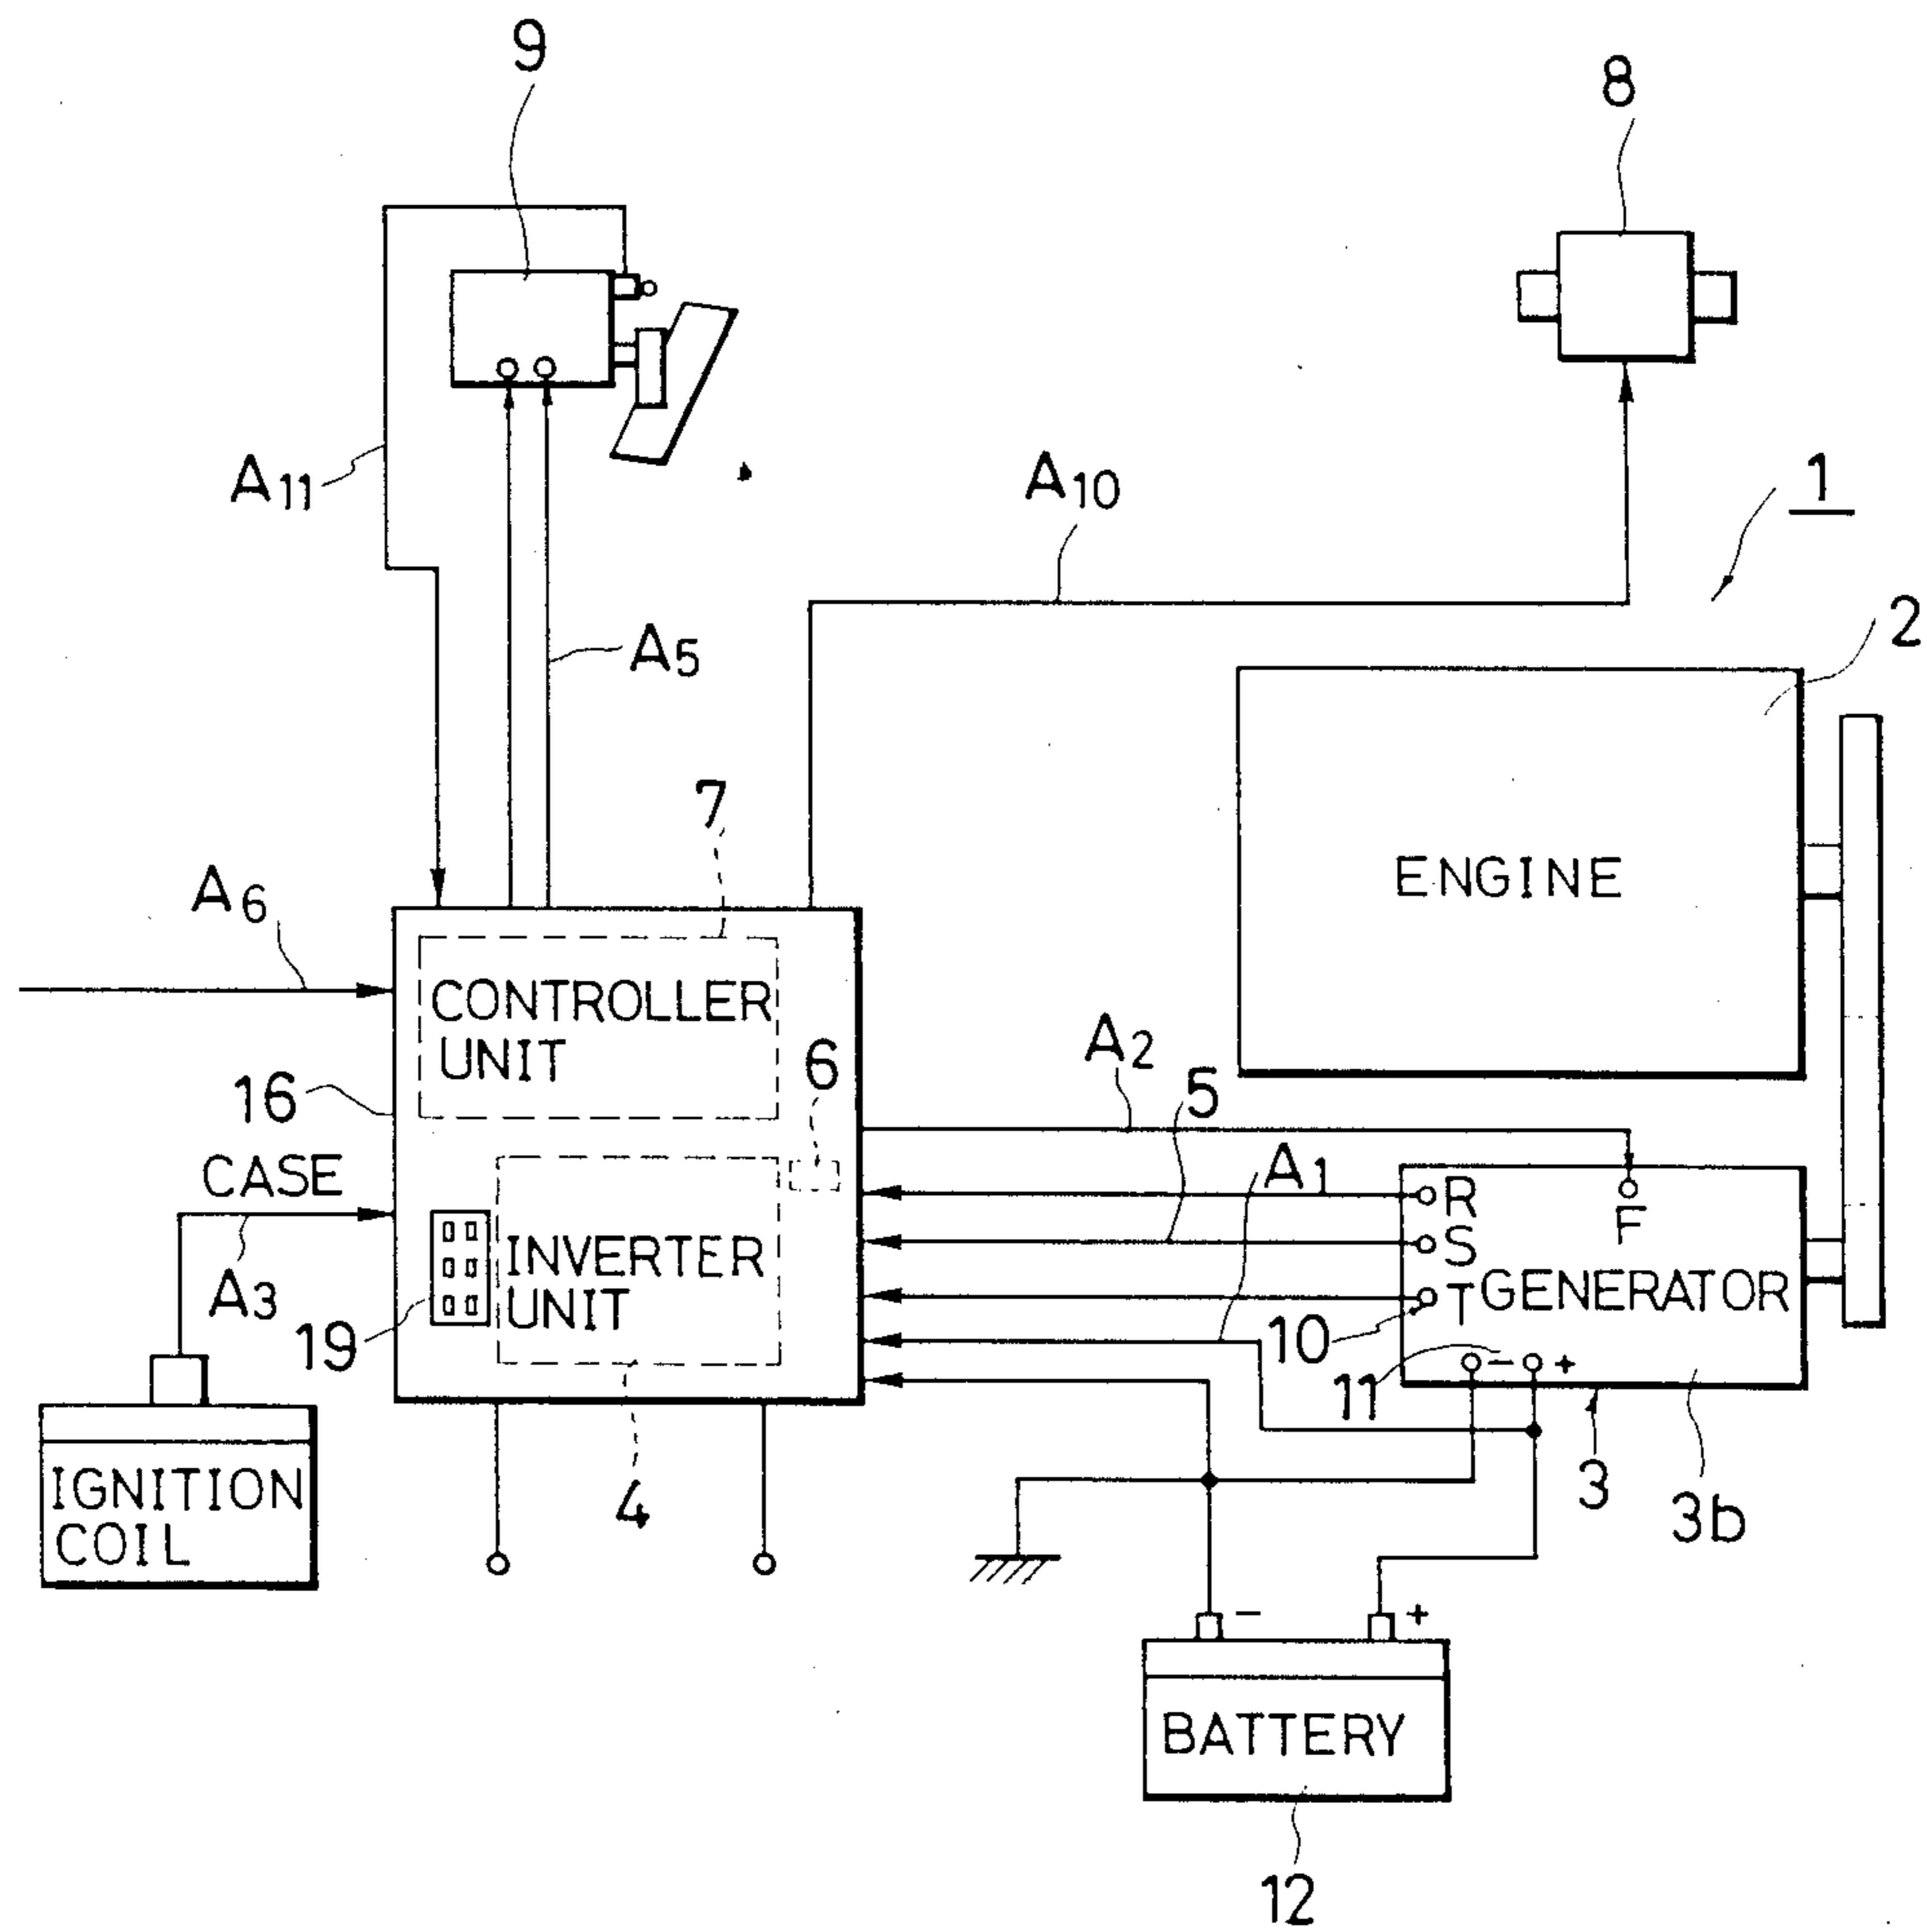 9
8
A11
A10
1
2
A5
7
ENGINE
A6
CONTROLLER
UNIT
6
A2
16
5
CASE
A1
R
F
S
A3
INVERTER
UNIT
T
GENERATOR
19
10
11
− +
4
3
3b
IGNITION
COIL
− +
BATTERY
12